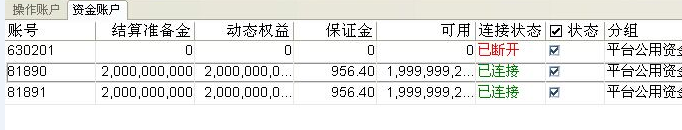 操作账户 资金账户
账号 结算准备金 动态权益 保证金 可用 连接状态 状态 分组
630201 0 0 0 0 已断开 平台公用资金
81890 2,000,000,000 2,000,000,0... 956.40 1,999,999,2... 已连接 平台公用资金
81891 2,000,000,000 2,000,000,0... 956.40 1,999,999,2... 已连接 平台公用资金